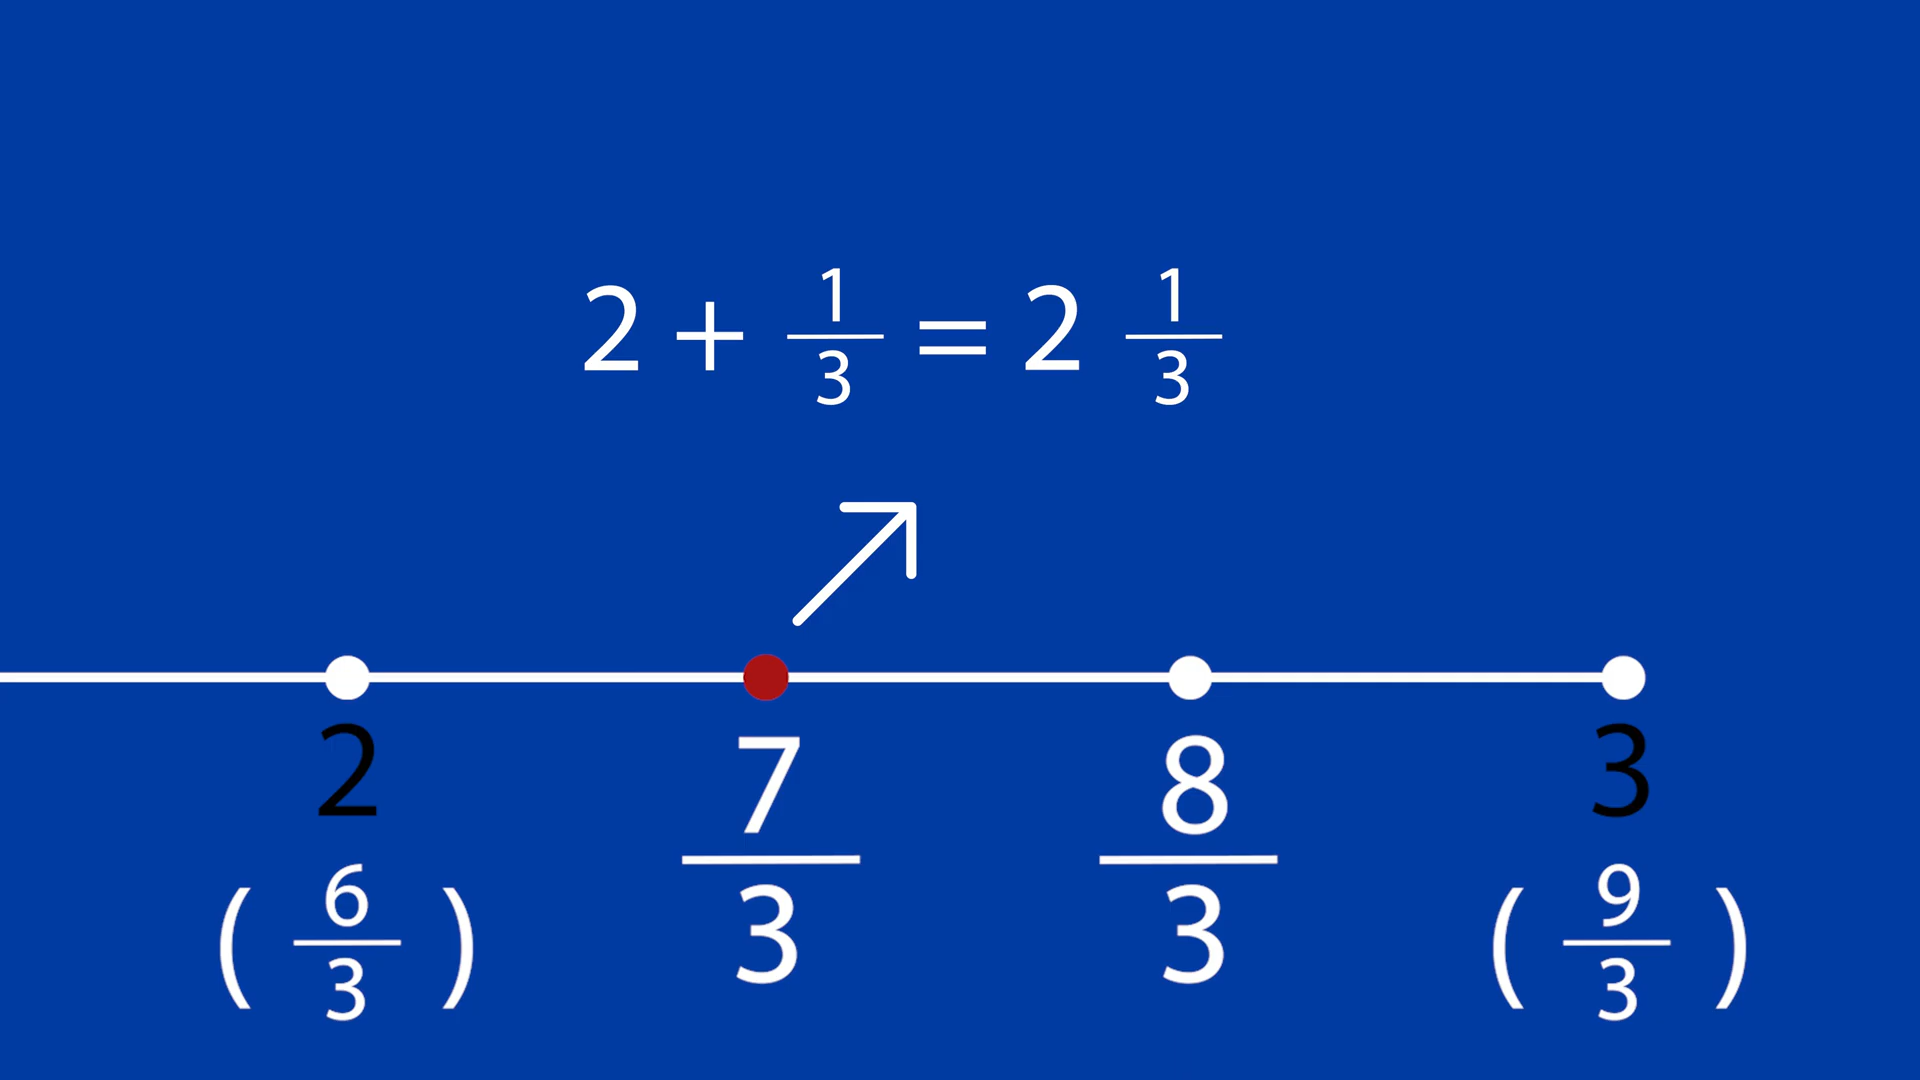 2 + 1/3 = 2 1/3
2 7/3 8/3 3
(6/3) (9/3)